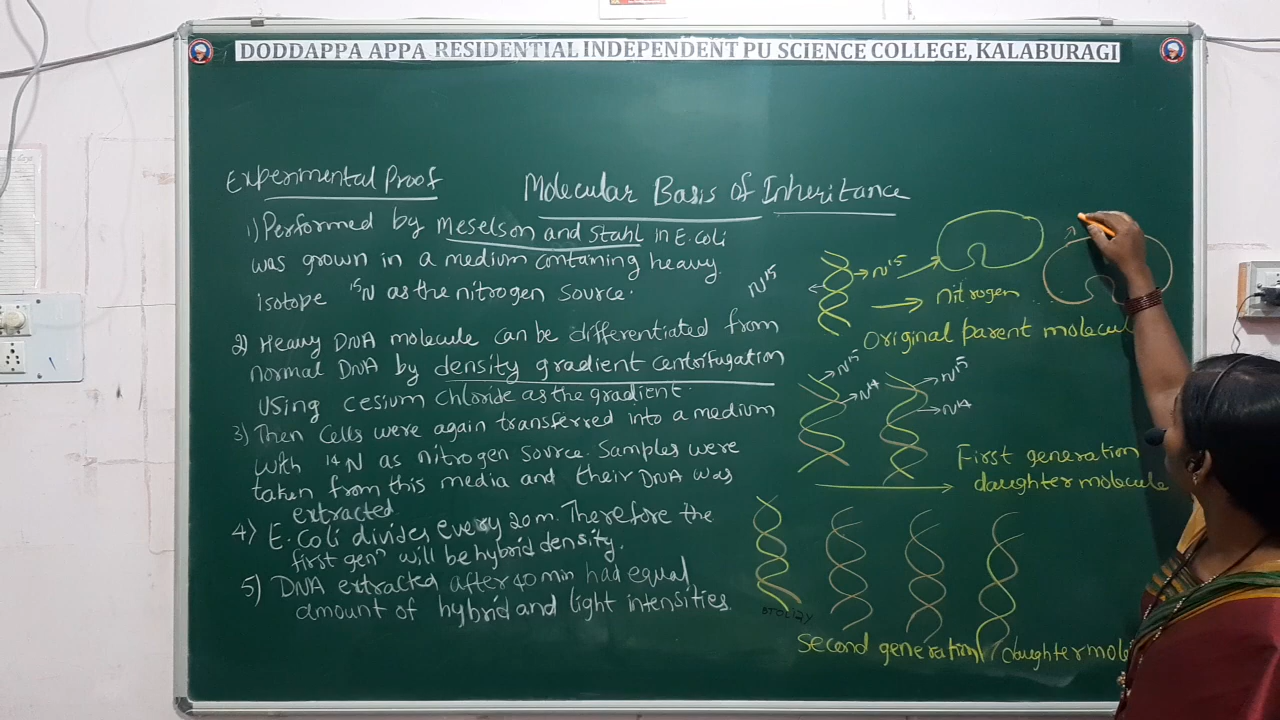 DODDAPPA APPA RESIDENTIAL INDEPENDENT PU SCIENCE COLLEGE, KALABURAGI
Molecular Basis of Inheritance
Experimental Proof
1) Performed by Meselson and Stahl in E.coli
was grown in a medium containing heavy
isotope ¹⁵N as the nitrogen source.
2) Heavy DNA molecule can be differentiated from
normal DNA by density gradient centrifugation
using cesium chloride as the gradient.
3) Then cells were again transferred into a medium
with ¹⁴N as nitrogen source. Samples were
taken from this media and their DNA was
extracted
4) E. coli divides every 20m. Therefore the
first genⁿ will be hybrid density.
5) DNA extracted after 40 min had equal
amount of hybrid and light intensities.
N¹⁵
N¹⁵
nitrogen
Original parent molecul
N¹⁵
N¹⁴
N¹⁵
N¹⁴
First generation
daughter molecule
Second generation daughter mole